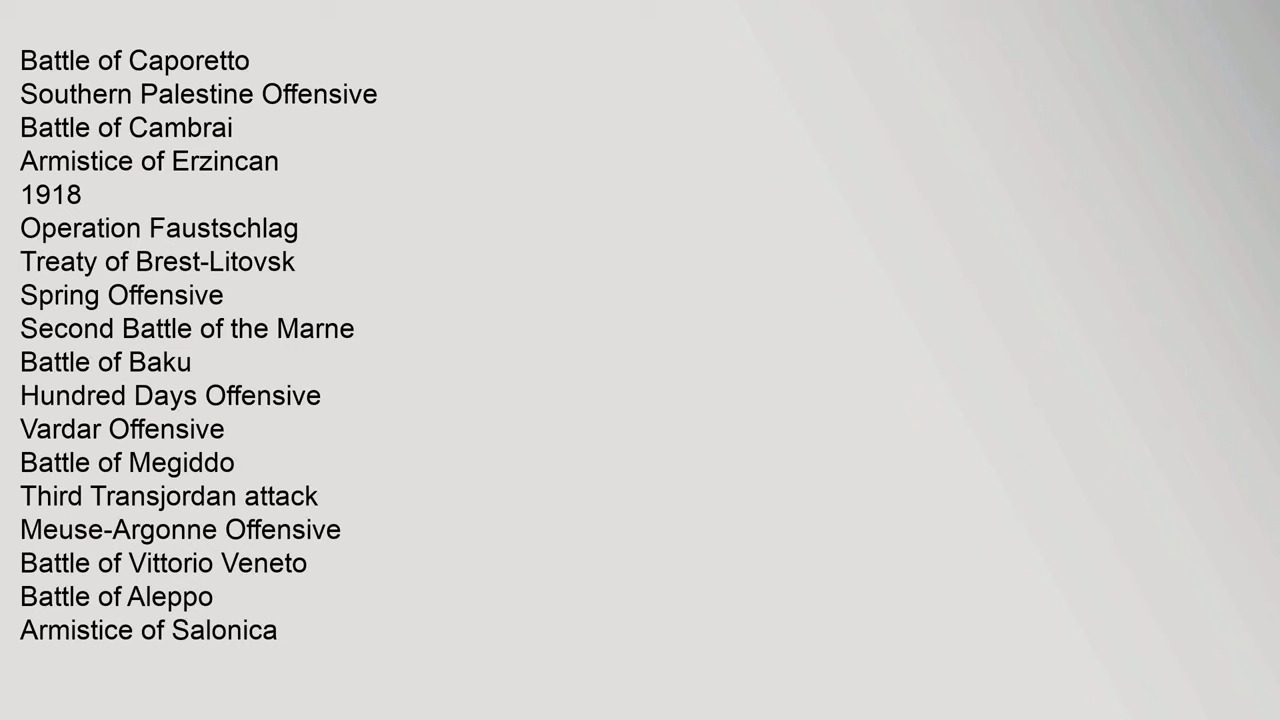 Battle of Caporetto
Southern Palestine Offensive
Battle of Cambrai
Armistice of Erzincan
1918
Operation Faustschlag
Treaty of Brest-Litovsk
Spring Offensive
Second Battle of the Marne
Battle of Baku
Hundred Days Offensive
Vardar Offensive
Battle of Megiddo
Third Transjordan attack
Meuse-Argonne Offensive
Battle of Vittorio Veneto
Battle of Aleppo
Armistice of Salonica